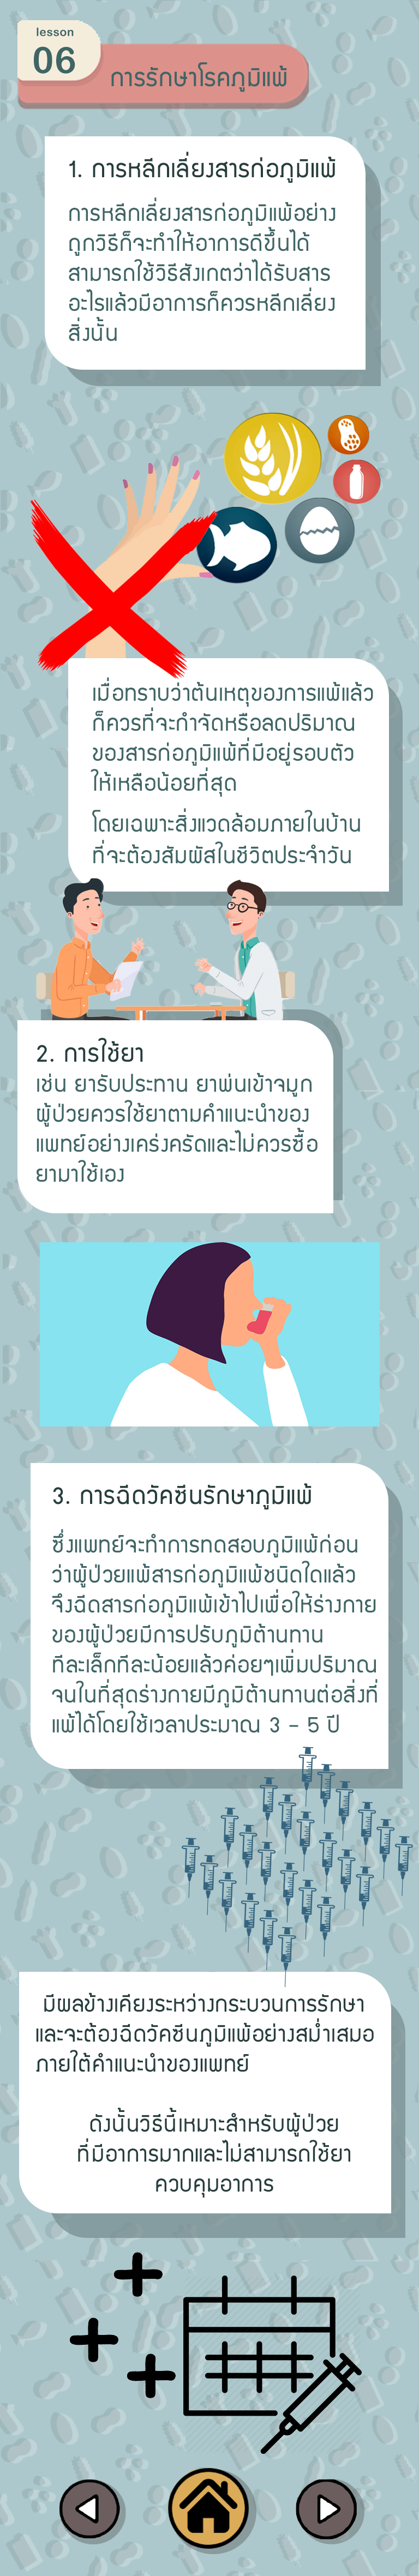 lesson
06
การรักษาโรคภูมิแพ้
1. การหลีกเลี่ยงสารก่อภูมิแพ้
การหลีกเลี่ยงสารก่อภูมิแพ้อย่าง
ถูกวิธีก็จะทำให้อาการดีขึ้นได้
สามารถใช้วิธีสังเกตว่าได้รับสาร
อะไรแล้วมีอาการก็ควรหลีกเลี่ยง
สิ่งนั้น
เมื่อทราบว่าต้นเหตุของการแพ้แล้ว
ก็ควรที่จะกำจัดหรือลดปริมาณ
ของสารก่อภูมิแพ้ที่มีอยู่รอบตัว
ให้เหลือน้อยที่สุด
โดยเฉพาะสิ่งแวดล้อมภายในบ้าน
ที่จะต้องสัมผัสในชีวิตประจำวัน
2. การใช้ยา
เช่น ยารับประทาน ยาพ่นเข้าจมูก
ผู้ป่วยควรใช้ยาตามคำแนะนำของ
แพทย์อย่างเคร่งครัดและไม่ควรซื้อ
ยามาใช้เอง
3. การฉีดวัคซีนรักษาภูมิแพ้
ซึ่งแพทย์จะทำการทดสอบภูมิแพ้ก่อน
ว่าผู้ป่วยแพ้สารก่อภูมิแพ้ชนิดใดแล้ว
จึงฉีดสารก่อภูมิแพ้เข้าไปเพื่อให้ร่างกาย
ของผู้ป่วยมีการปรับภูมิต้านทาน
ทีละเล็กทีละน้อยแล้วค่อยๆเพิ่มปริมาณ
จนในที่สุดร่างกายมีภูมิต้านทานต่อสิ่งที่
แพ้ได้โดยใช้เวลาประมาณ 3 - 5 ปี
มีผลข้างเคียงระหว่างกระบวนการรักษา
และจะต้องฉีดวัคซีนภูมิแพ้อย่างสม่ำเสมอ
ภายใต้คำแนะนำของแพทย์
ดังนั้นวิธีนี้เหมาะสำหรับผู้ป่วย
ที่มีอาการมากและไม่สามารถใช้ยา
ควบคุมอาการ